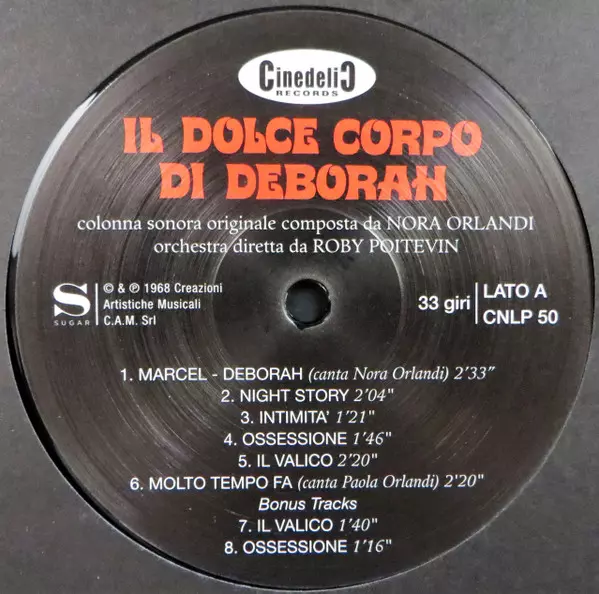 CinedeliC
RECORDS
IL DOLCE CORPO
DI DEBORAH
colonna sonora originale composta da NORA ORLANDI
orchestra diretta da ROBY POITEVIN
S
SUGAR
© & ℗ 1968 Creazioni
Artistiche Musicali
C.A.M. Srl
33 giri
LATO A
CNLP 50
1. MARCEL - DEBORAH (canta Nora Orlandi) 2'33"
2. NIGHT STORY 2'04"
3. INTIMITA' 1'21"
4. OSSESSIONE 1'46"
5. IL VALICO 2'20"
6. MOLTO TEMPO FA (canta Paola Orlandi) 2'20"
Bonus Tracks
7. IL VALICO 1'40"
8. OSSESSIONE 1'16"